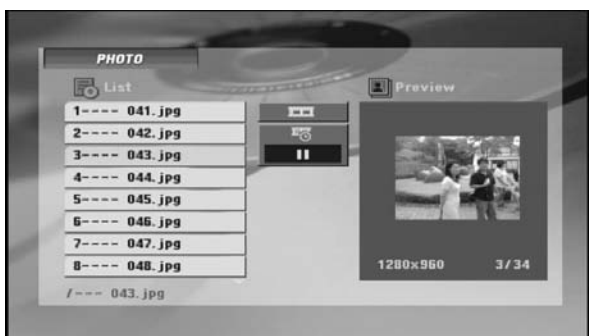 PHOTO
List
1---- 041.jpg
2---- 042.jpg
3---- 043.jpg
4---- 044.jpg
5---- 045.jpg
6---- 046.jpg
7---- 047.jpg
8---- 048.jpg
/--- 043.jpg
Preview
1280x960 3/34